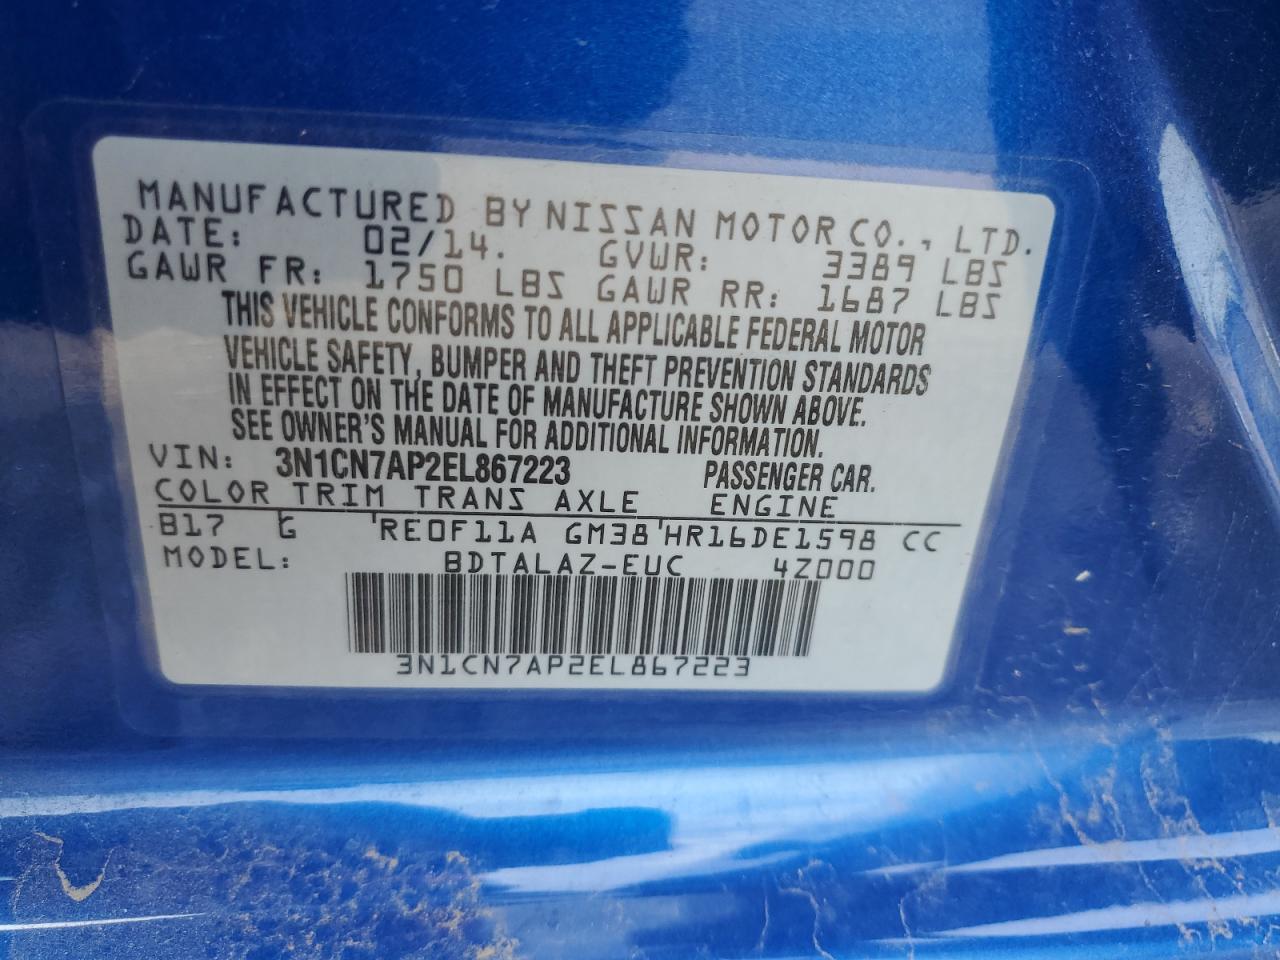 MANUFACTURED BY NISSAN MOTOR CO., LTD.
DATE: 02/14. GVWR: 3389 LBS
GAWR FR: 1750 LBS GAWR RR: 1687 LBS
THIS VEHICLE CONFORMS TO ALL APPLICABLE FEDERAL MOTOR
VEHICLE SAFETY, BUMPER AND THEFT PREVENTION STANDARDS
IN EFFECT ON THE DATE OF MANUFACTURE SHOWN ABOVE.
SEE OWNER'S MANUAL FOR ADDITIONAL INFORMATION.
VIN: 3N1CN7AP2EL867223 PASSENGER CAR.
COLOR TRIM TRANS AXLE ENGINE
B17 G RE0F11A GM38 HR16DE1598 CC
MODEL: BDTALAZ-EUC 4Z000
3N1CN7AP2EL867223